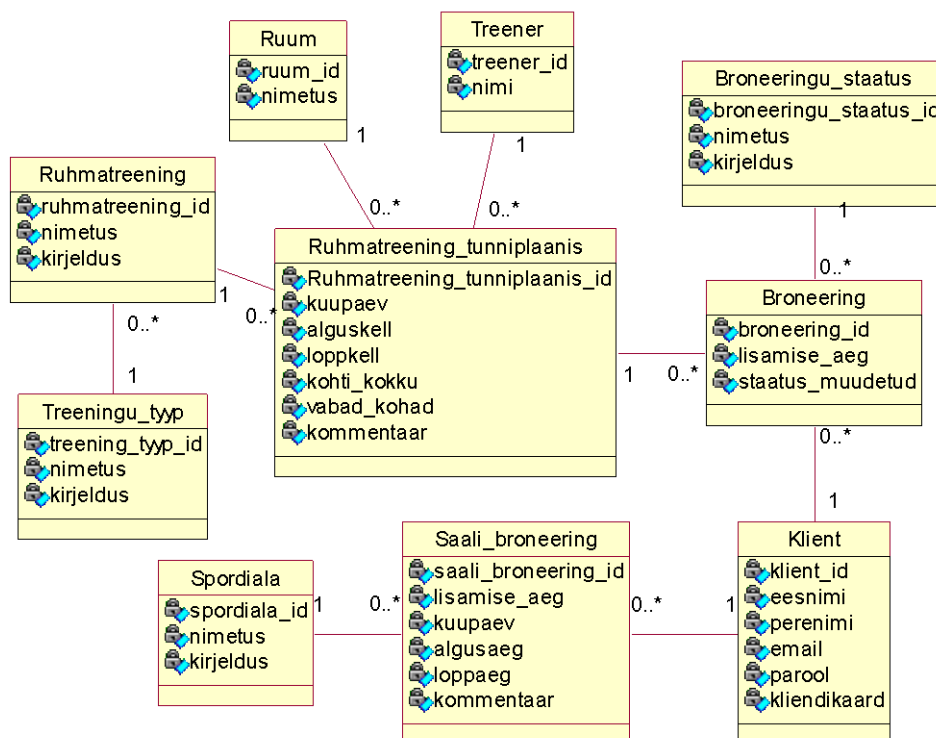 Ruum
ruum_id
nimetus
1
0..*
Treener
treener_id
nimi
1
0..*
Broneeringu_staatus
broneeringu_staatus_id
nimetus
kirjeldus
1
0..*
Ruhmatreening
ruhmatreening_id
nimetus
kirjeldus
1
0..*
0..*
1
Ruhmatreening_tunniplaanis
Ruhmatreening_tunniplaanis_id
kuupaev
alguskell
loppkell
kohti_kokku
vabad_kohad
kommentaar
1
0..*
Broneering
broneering_id
lisamise_aeg
staatus_muudetud
0..*
1
Treeningu_tyyp
treening_tyyp_id
nimetus
kirjeldus
Spordiala
spordiala_id
nimetus
kirjeldus
1
0..*
Saali_broneering
saali_broneering_id
lisamise_aeg
kuupaev
algusaeg
loppaeg
kommentaar
0..*
1
Klient
klient_id
eesnimi
perenimi
email
parool
kliendikaard